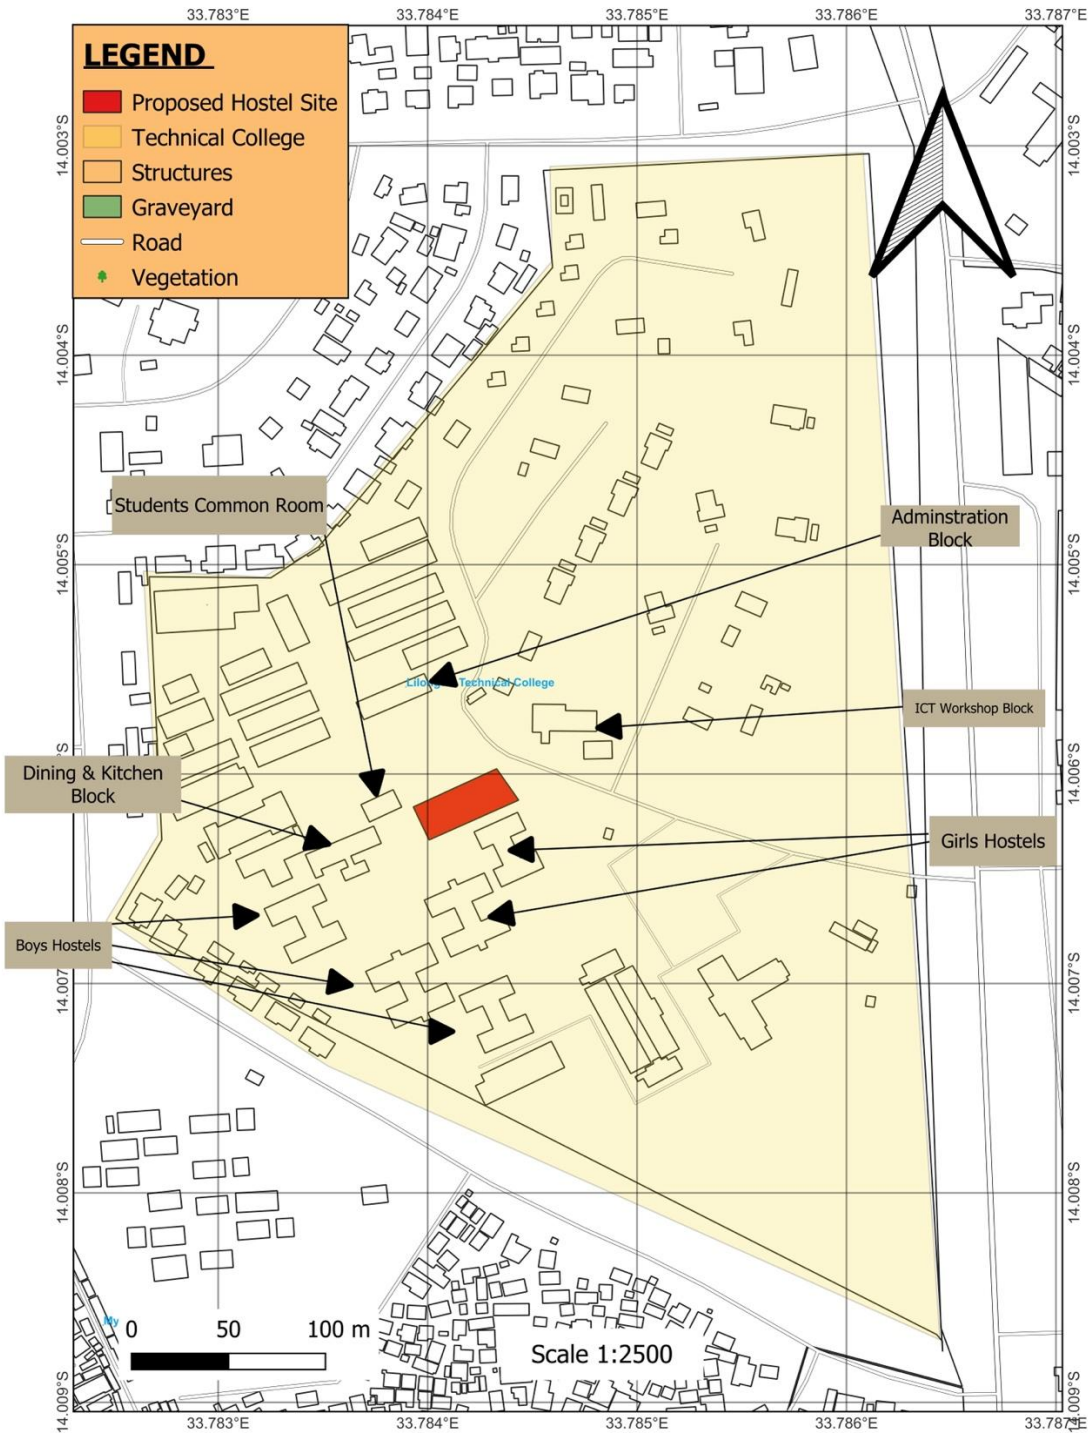 33.783°E 33.784°E 33.785°E 33.786°E 33.787°E
LEGEND
Proposed Hostel Site
Technical College
Structures
Graveyard
Road
Vegetation
14.003°S 14.003°S
14.004°S 14.004°S
Students Common Room
Adminstration
Block
14.005°S 14.005°S
Technical College
ICT Workshop Block
Dining & Kitchen
Block
14.006°S
Girls Hostels
Boys Hostels
14.007°S 14.007°S
14.008°S 14.008°S
My
0 50 100 m
Scale 1:2500
14.009°S 14.009°S
33.783°E 33.784°E 33.785°E 33.786°E